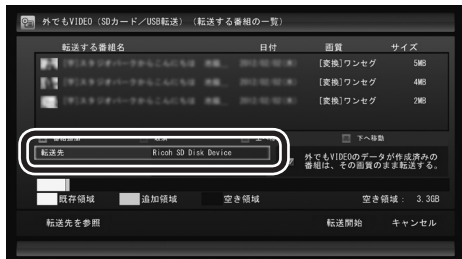 外でもVIDEO(SDカード/USB転送)(転送する番組の一覧)
転送する番組名 日付 画質 サイズ
[変換]ワンセグ 5MB
[変換]ワンセグ 4MB
[変換]ワンセグ 2MB
下へ移動
転送先 Ricoh SD Disk Device
外でもVIDEOのデータが作成済みの
番組は、その画質のまま転送する。
既存領域 追加領域 空き領域 空き領域: 3.3GB
転送先を参照 転送開始 キャンセル